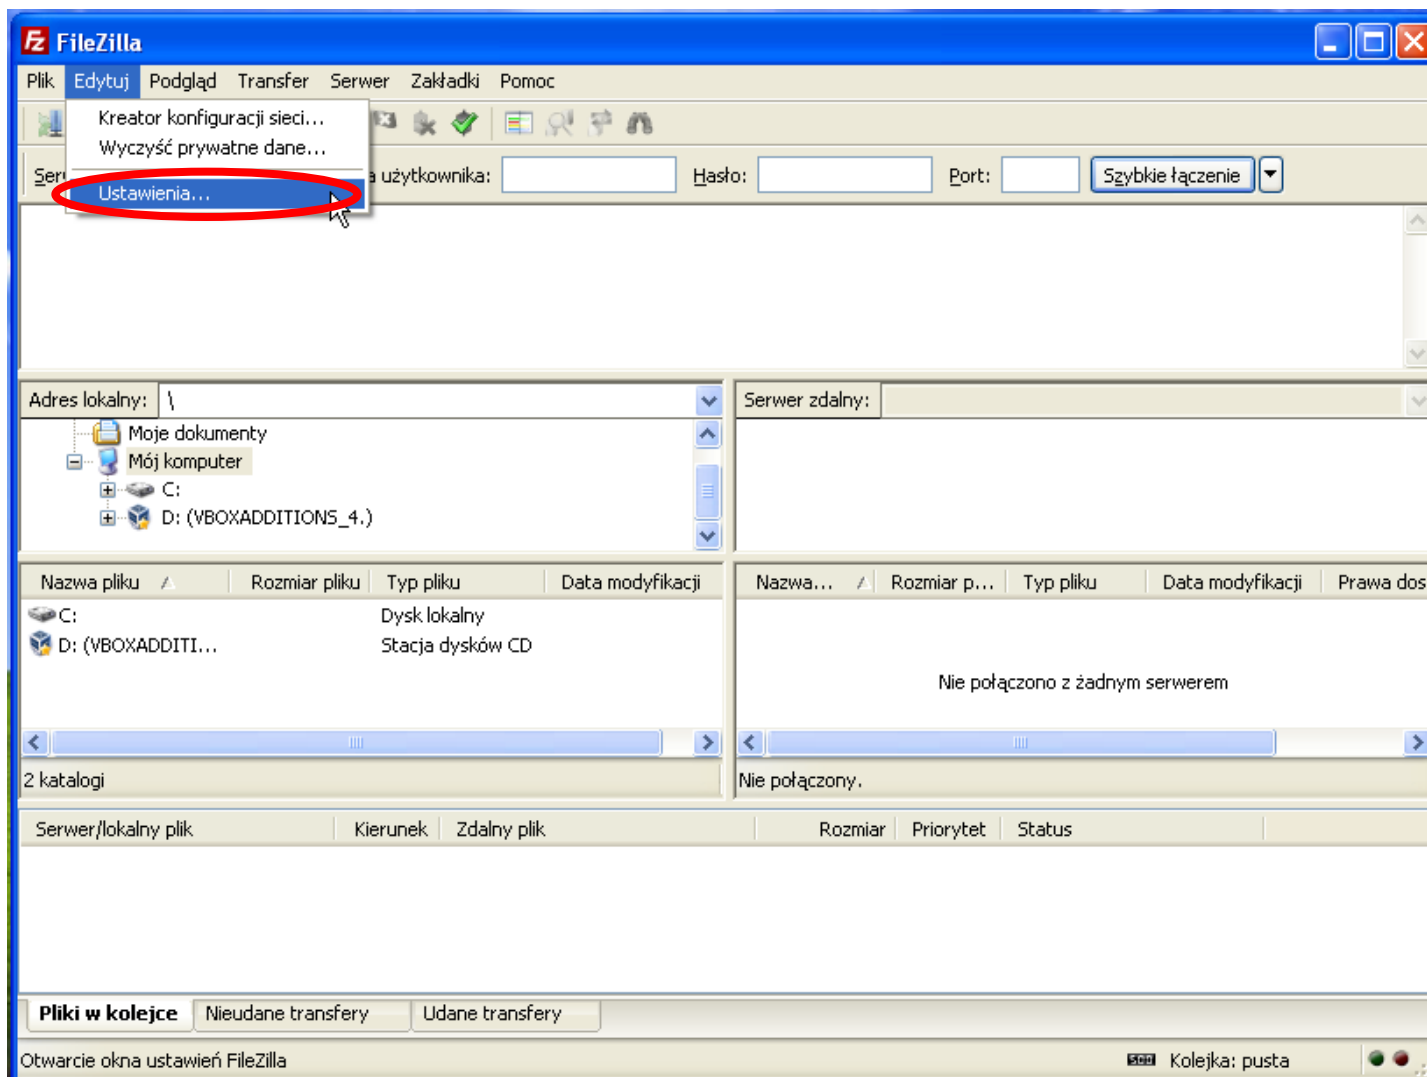 FileZilla
Plik Edytuj Podgląd Transfer Serwer Zakładki Pomoc
Kreator konfiguracji sieci...
Wyczyść prywatne dane...
użytkownika: Hasło: Port: Szybkie łączenie
Ustawienia...
Adres lokalny: \ Serwer zdalny:
Moje dokumenty
Mój komputer
C:
D: (VBOXADDITIONS_4.)
Nazwa pliku Rozmiar pliku Typ pliku Data modyfikacji Nazwa... Rozmiar p... Typ pliku Data modyfikacji Prawa dos
C: Dysk lokalny
D: (VBOXADDITI... Stacja dysków CD
Nie połączono z żadnym serwerem
2 katalogi Nie połączony.
Serwer/lokalny plik Kierunek Zdalny plik Rozmiar Priorytet Status
Pliki w kolejce Nieudane transfery Udane transfery
Otwarcie okna ustawień FileZilla Kolejka: pusta